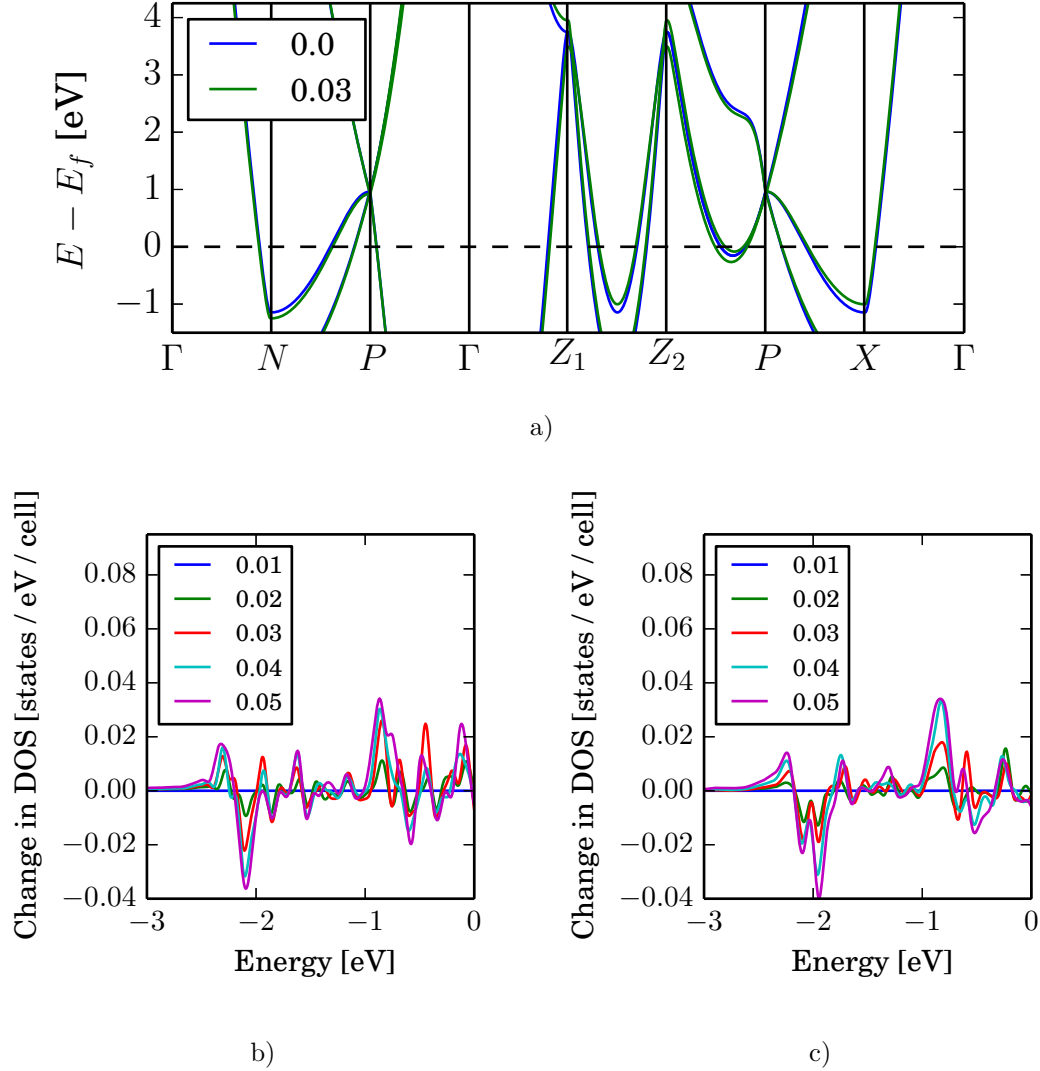 4
3
2
1
0
−1
E − E_f [eV]
0.0
0.03
Γ N P Γ Z₁ Z₂ P X Γ
a)
Change in DOS [states / eV / cell]
0.08
0.06
0.04
0.02
0.00
−0.02
−0.04
0.01
0.02
0.03
0.04
0.05
−3 −2 −1 0
Energy [eV]
b)
Change in DOS [states / eV / cell]
0.08
0.06
0.04
0.02
0.00
−0.02
−0.04
0.01
0.02
0.03
0.04
0.05
−3 −2 −1 0
Energy [eV]
c)